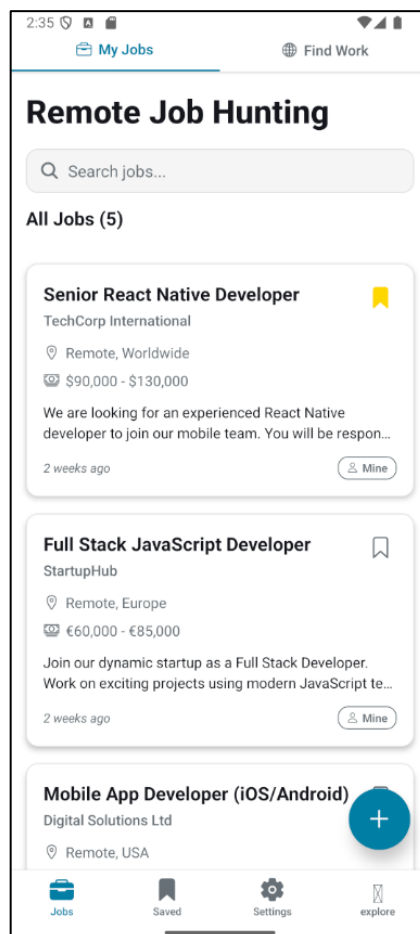 2:35
My Jobs
Find Work
Remote Job Hunting
Search jobs...
All Jobs (5)
Senior React Native Developer
TechCorp International
Remote, Worldwide
$90,000 - $130,000
We are looking for an experienced React Native
developer to join our mobile team. You will be respon...
2 weeks ago
Mine
Full Stack JavaScript Developer
StartupHub
Remote, Europe
€60,000 - €85,000
Join our dynamic startup as a Full Stack Developer.
Work on exciting projects using modern JavaScript te...
2 weeks ago
Mine
Mobile App Developer (iOS/Android)
Digital Solutions Ltd
Remote, USA
Jobs
Saved
Settings
explore